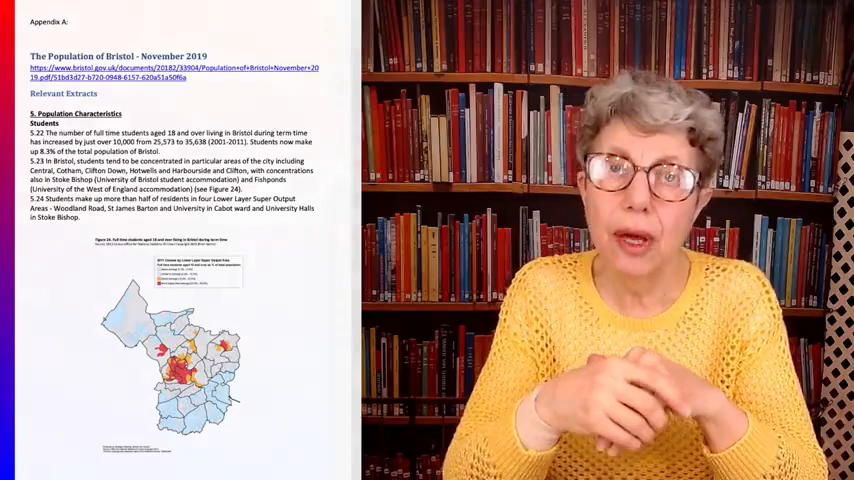 Appendix A:
The Population of Bristol - November 2019
https://www.bristol.gov.uk/documents/20182/33904/Population+of+Bristol+November+20
19.pdf/51bd3d27-b720-0948-6157-620a51a50f6a
Relevant Extracts
5. Population Characteristics
Students
5.22 The number of full time students aged 18 and over living in Bristol during term time
has increased by just over 10,000 from 25,573 to 35,638 (2001-2011). Students now make
up 8.3% of the total population of Bristol.
5.23 In Bristol, students tend to be concentrated in particular areas of the city including
Central, Cotham, Clifton Down, Hotwells and Harbourside and Clifton, with concentrations
also in Stoke Bishop (University of Bristol student accommodation) and Fishponds
(University of the West of England accommodation) (see Figure 24).
5.24 Students make up more than half of residents in four Lower Layer Super Output
Areas - Woodland Road, St James Barton and University in Cabot ward and University Halls
in Stoke Bishop.
Figure 24. Full time students aged 18 and over living in Bristol during term time
2011 Census by Lower Layer Super Output Area